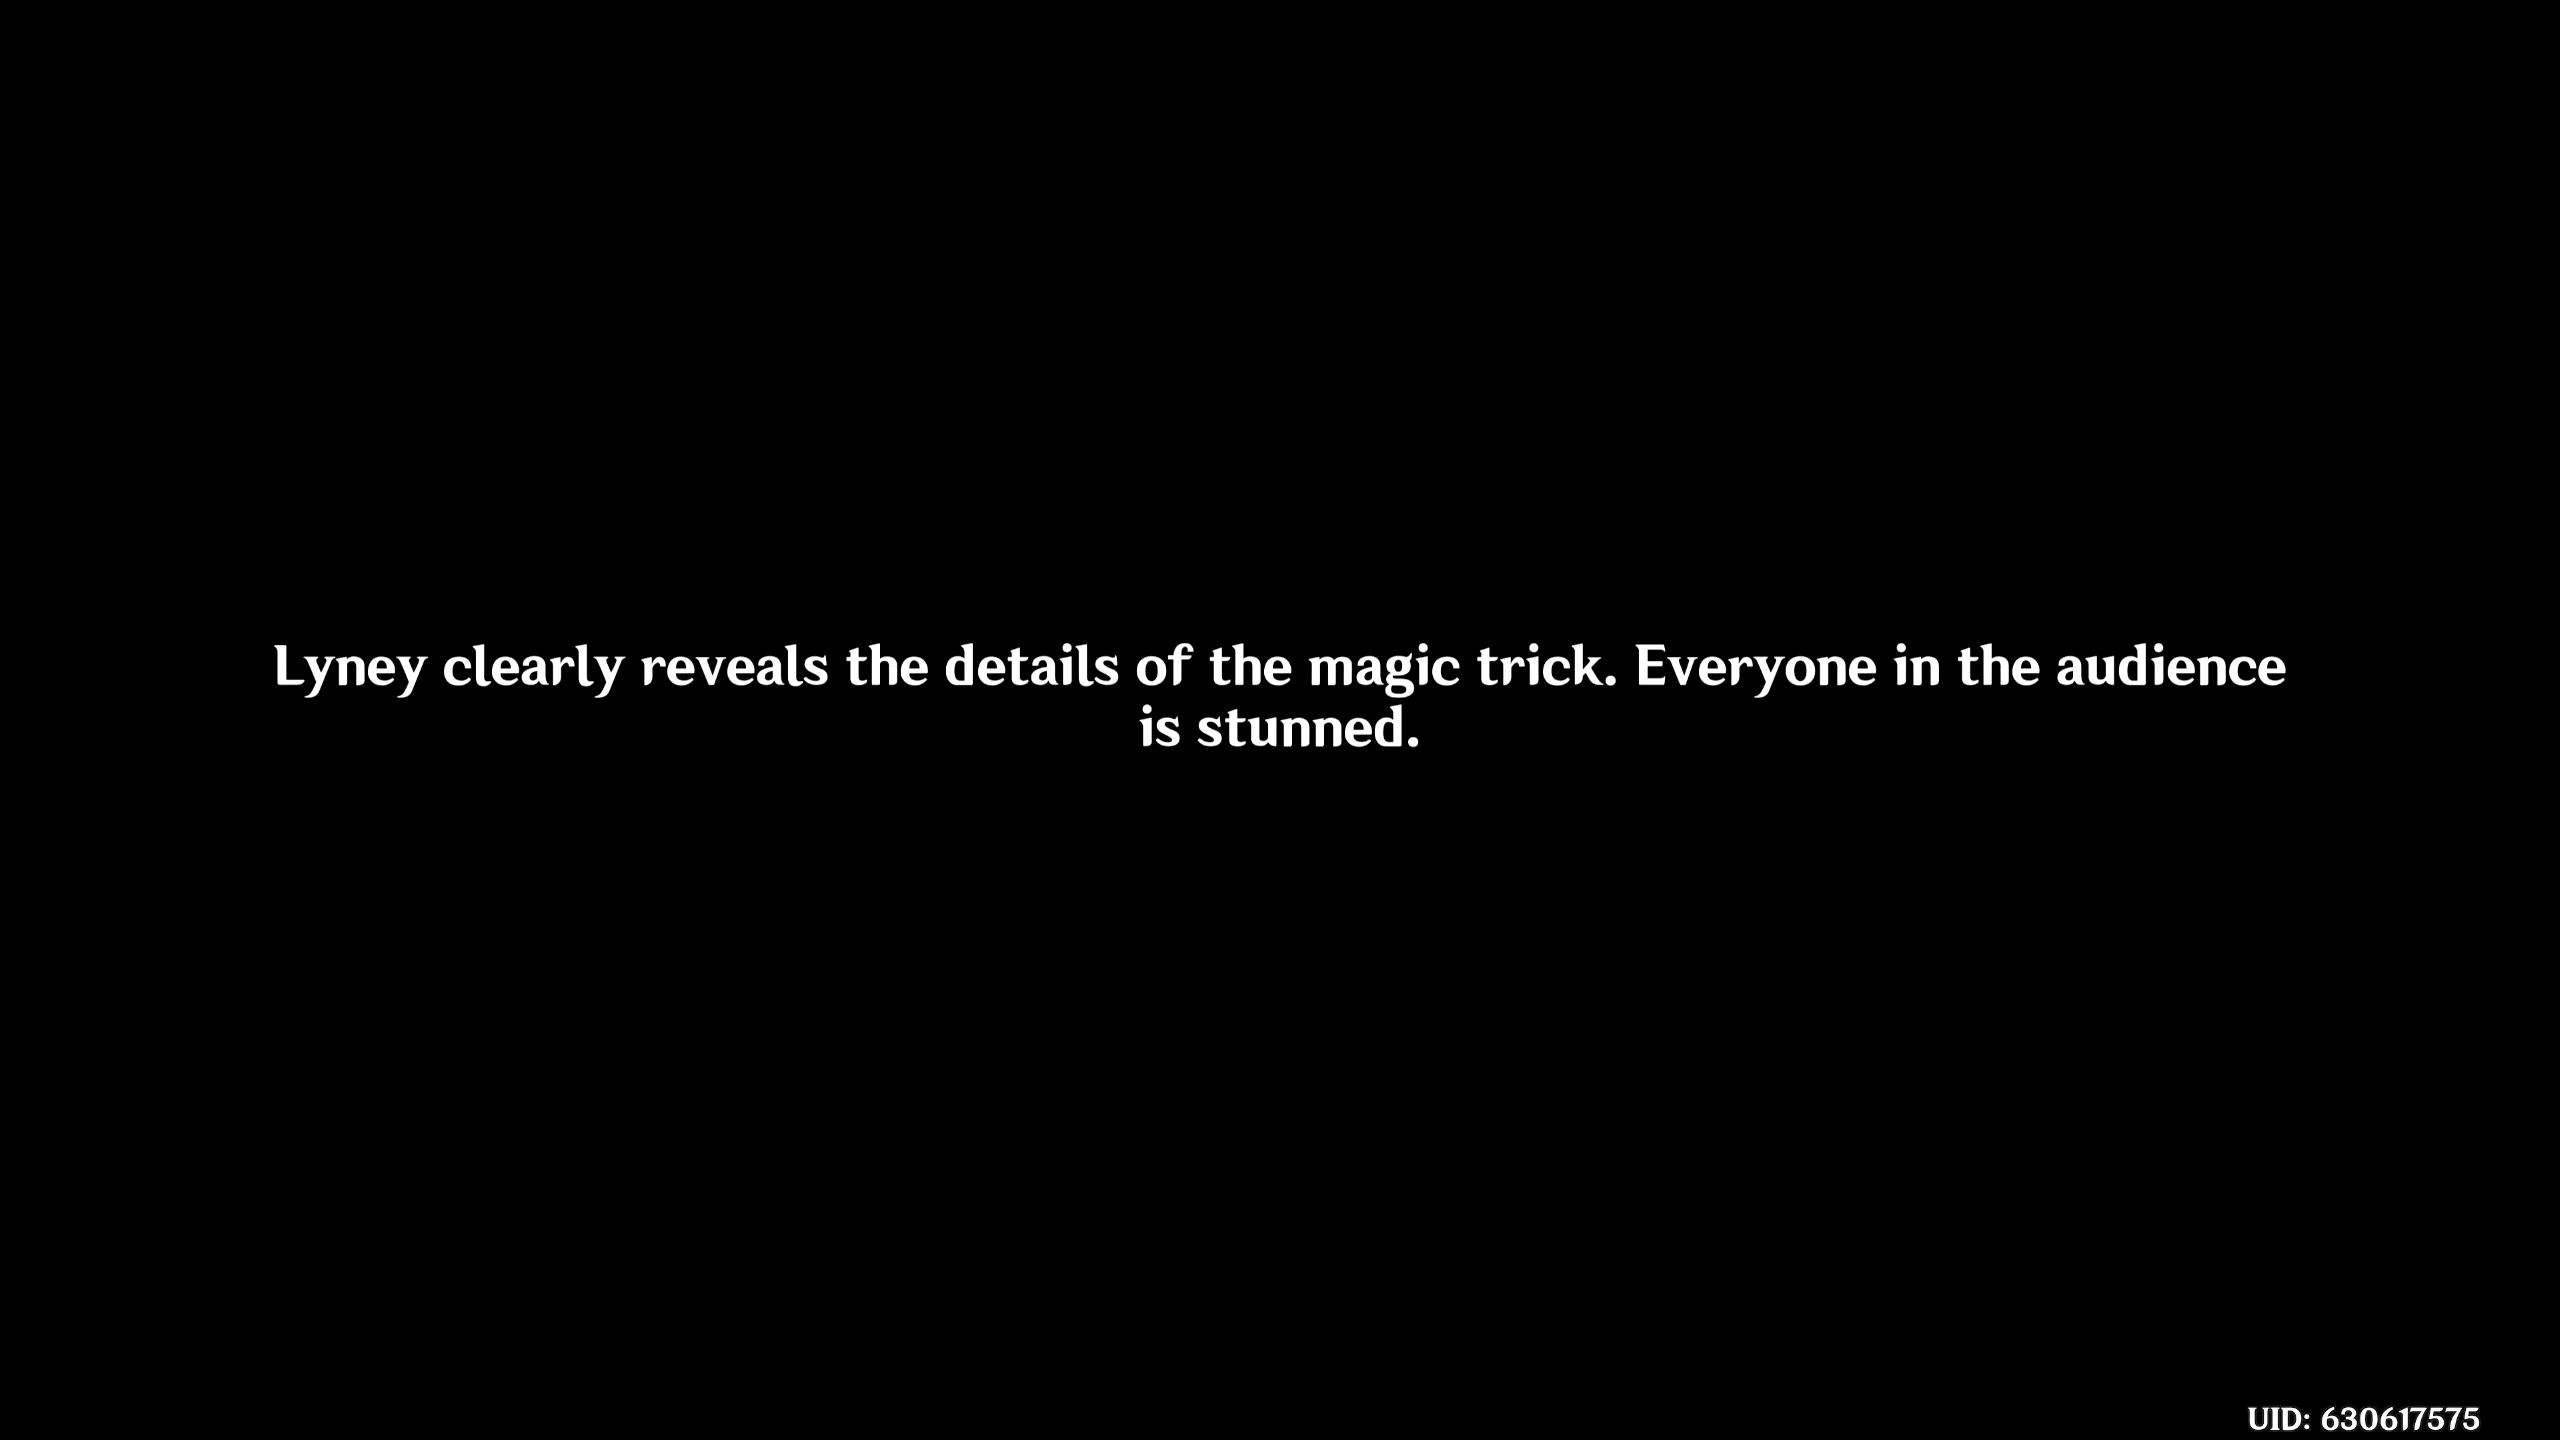 Lyney clearly reveals the details of the magic trick. Everyone in the audience
is stunned.
UID: 630617575